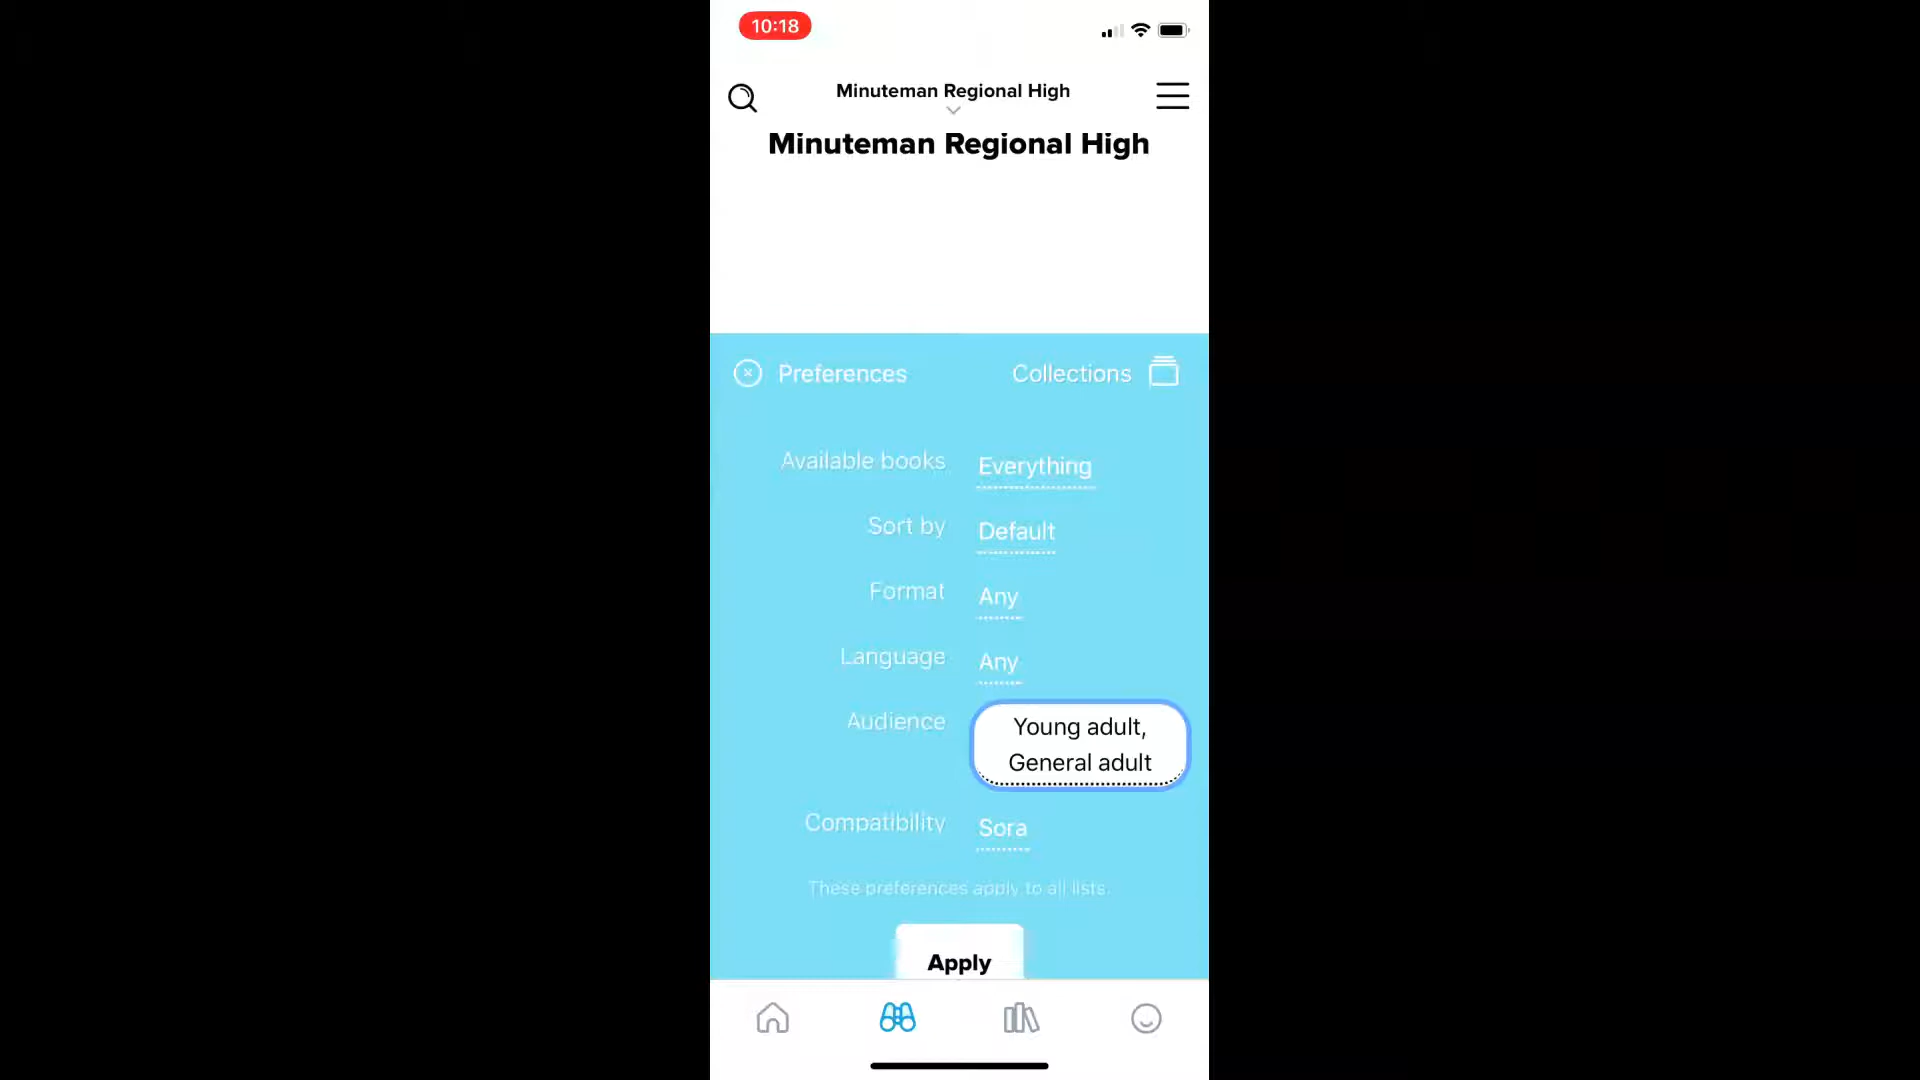 10:18
Minuteman Regional High
Minuteman Regional High
Preferences
Collections
Available books
Everything
Sort by
Default
Format
Any
Language
Any
Audience
Young adult,
General adult
Compatibility
Sora
These preferences apply to all lists.
Apply